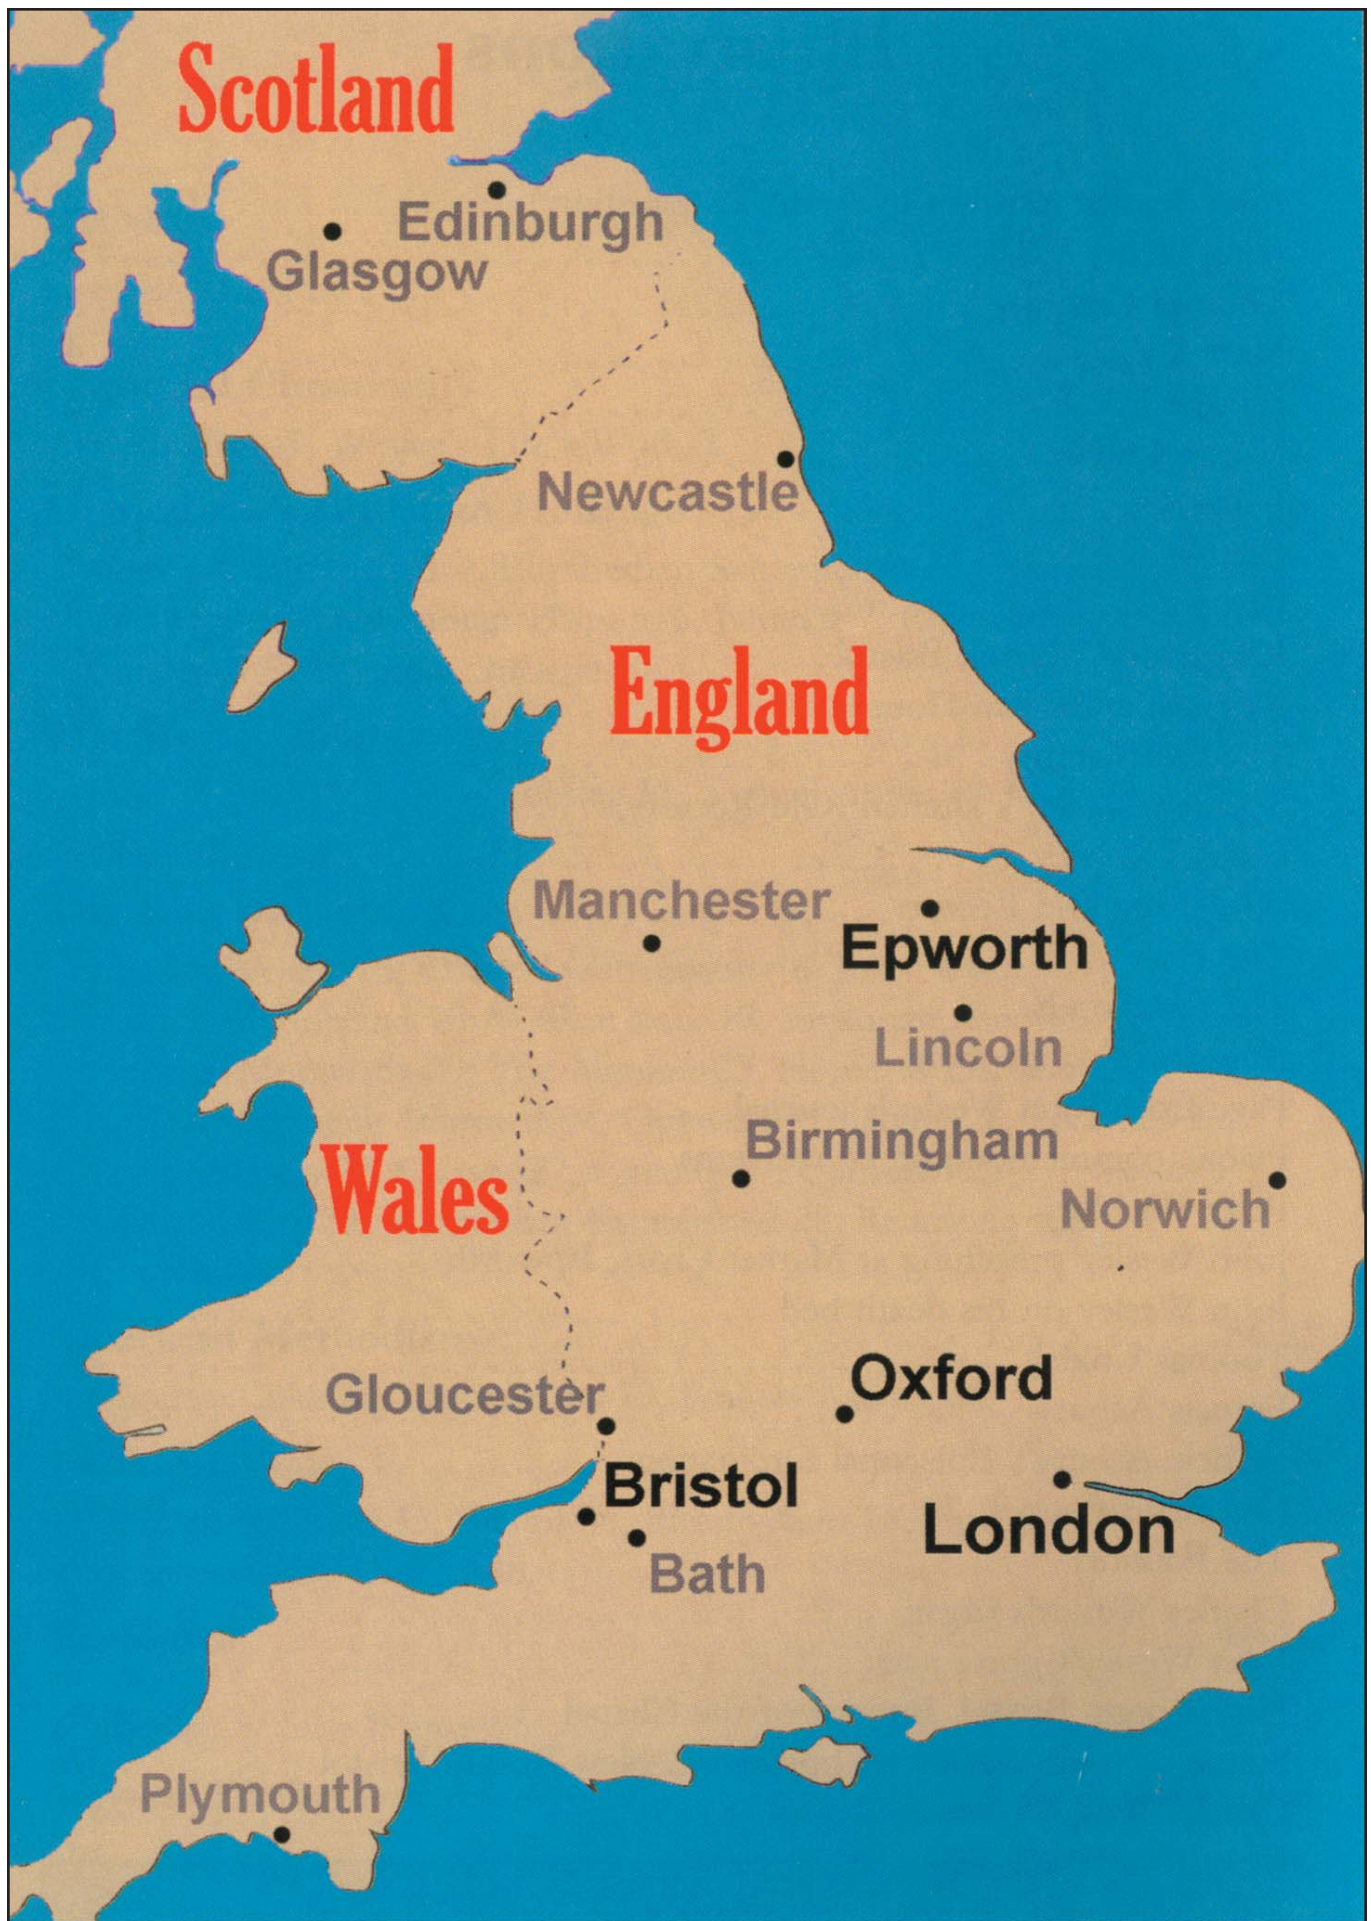 Scotland
Edinburgh
Glasgow
Newcastle
England
Manchester
Epworth
Lincoln
Birmingham
Wales
Norwich
Oxford
Gloucester
Bristol
London
Bath
Plymouth